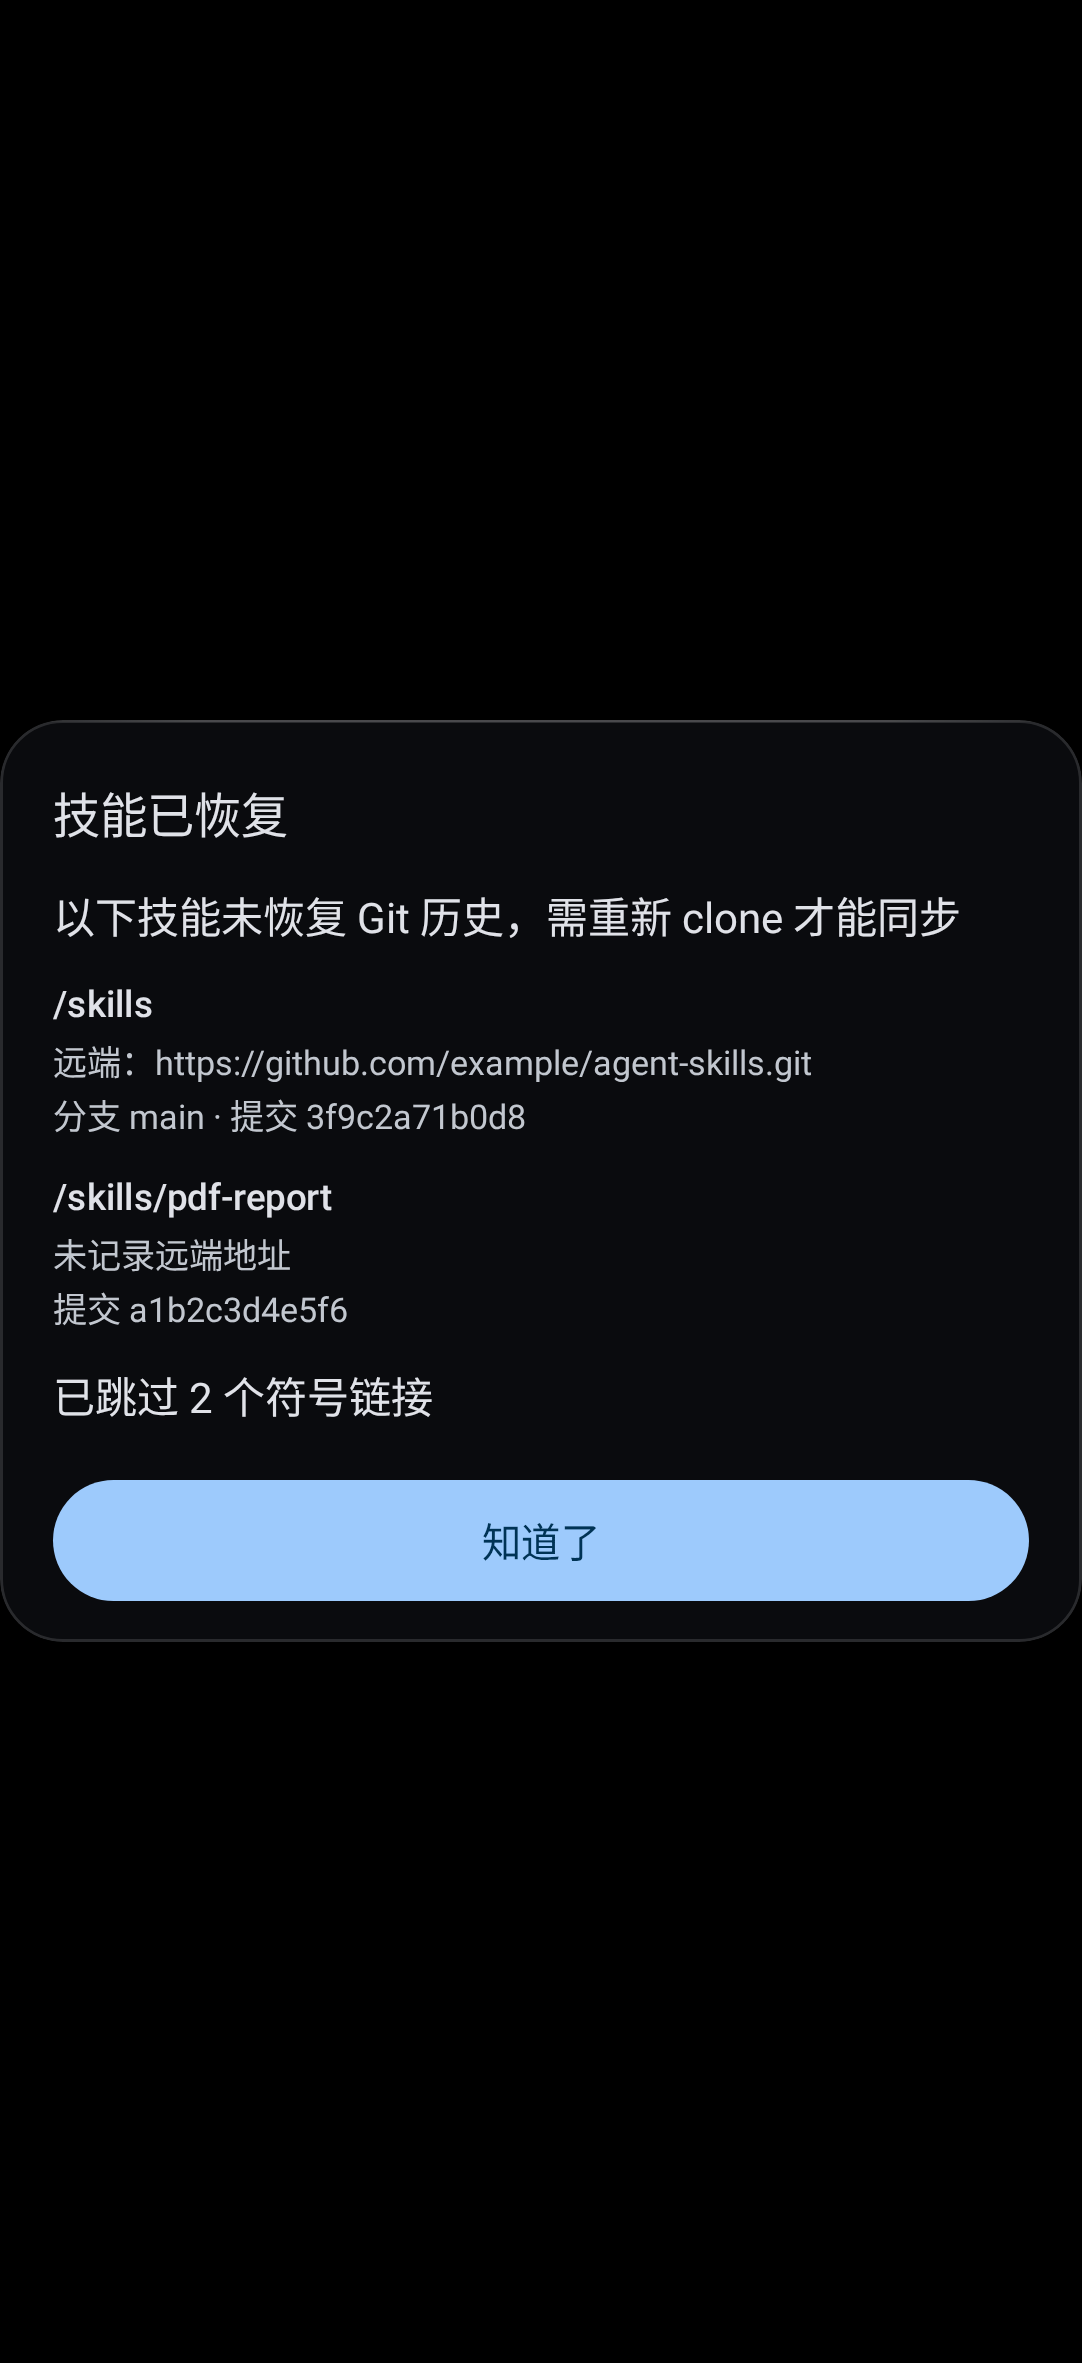 技能已恢复
以下技能未恢复 Git 历史，需重新 clone 才能同步
/skills
远端：https://github.com/example/agent-skills.git
分支 main · 提交 3f9c2a71b0d8
/skills/pdf-report
未记录远端地址
提交 a1b2c3d4e5f6
已跳过 2 个符号链接
知道了